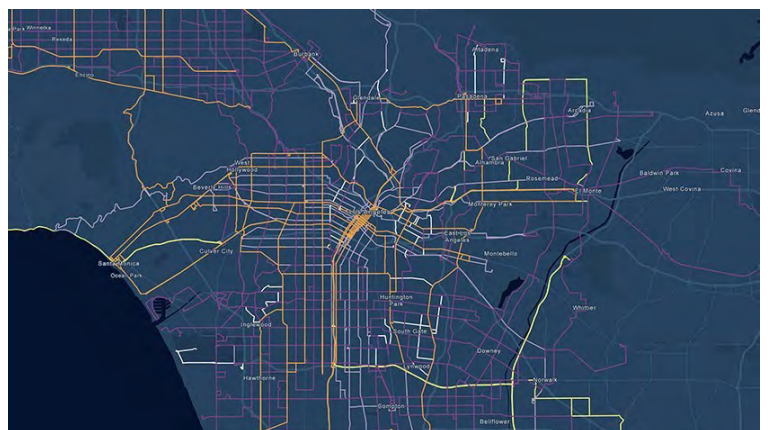 Winnetka
Reseda
Encino
Burbank
Altadena
Glendale
Pasadena
Arcadia
Azusa
West
Hollywood
Alhambra
San Gabriel
Baldwin Park
Covina
Beverly Hills
Rosemead
El Monte
West Covina
Monterey Park
East Los
Angeles
Culver City
Montebello
Santa Monica
Ocean Park
Huntington
Park
Whittier
Inglewood
South Gate
Downey
Lynwood
Hawthorne
Norwalk
Compton
Bellflower